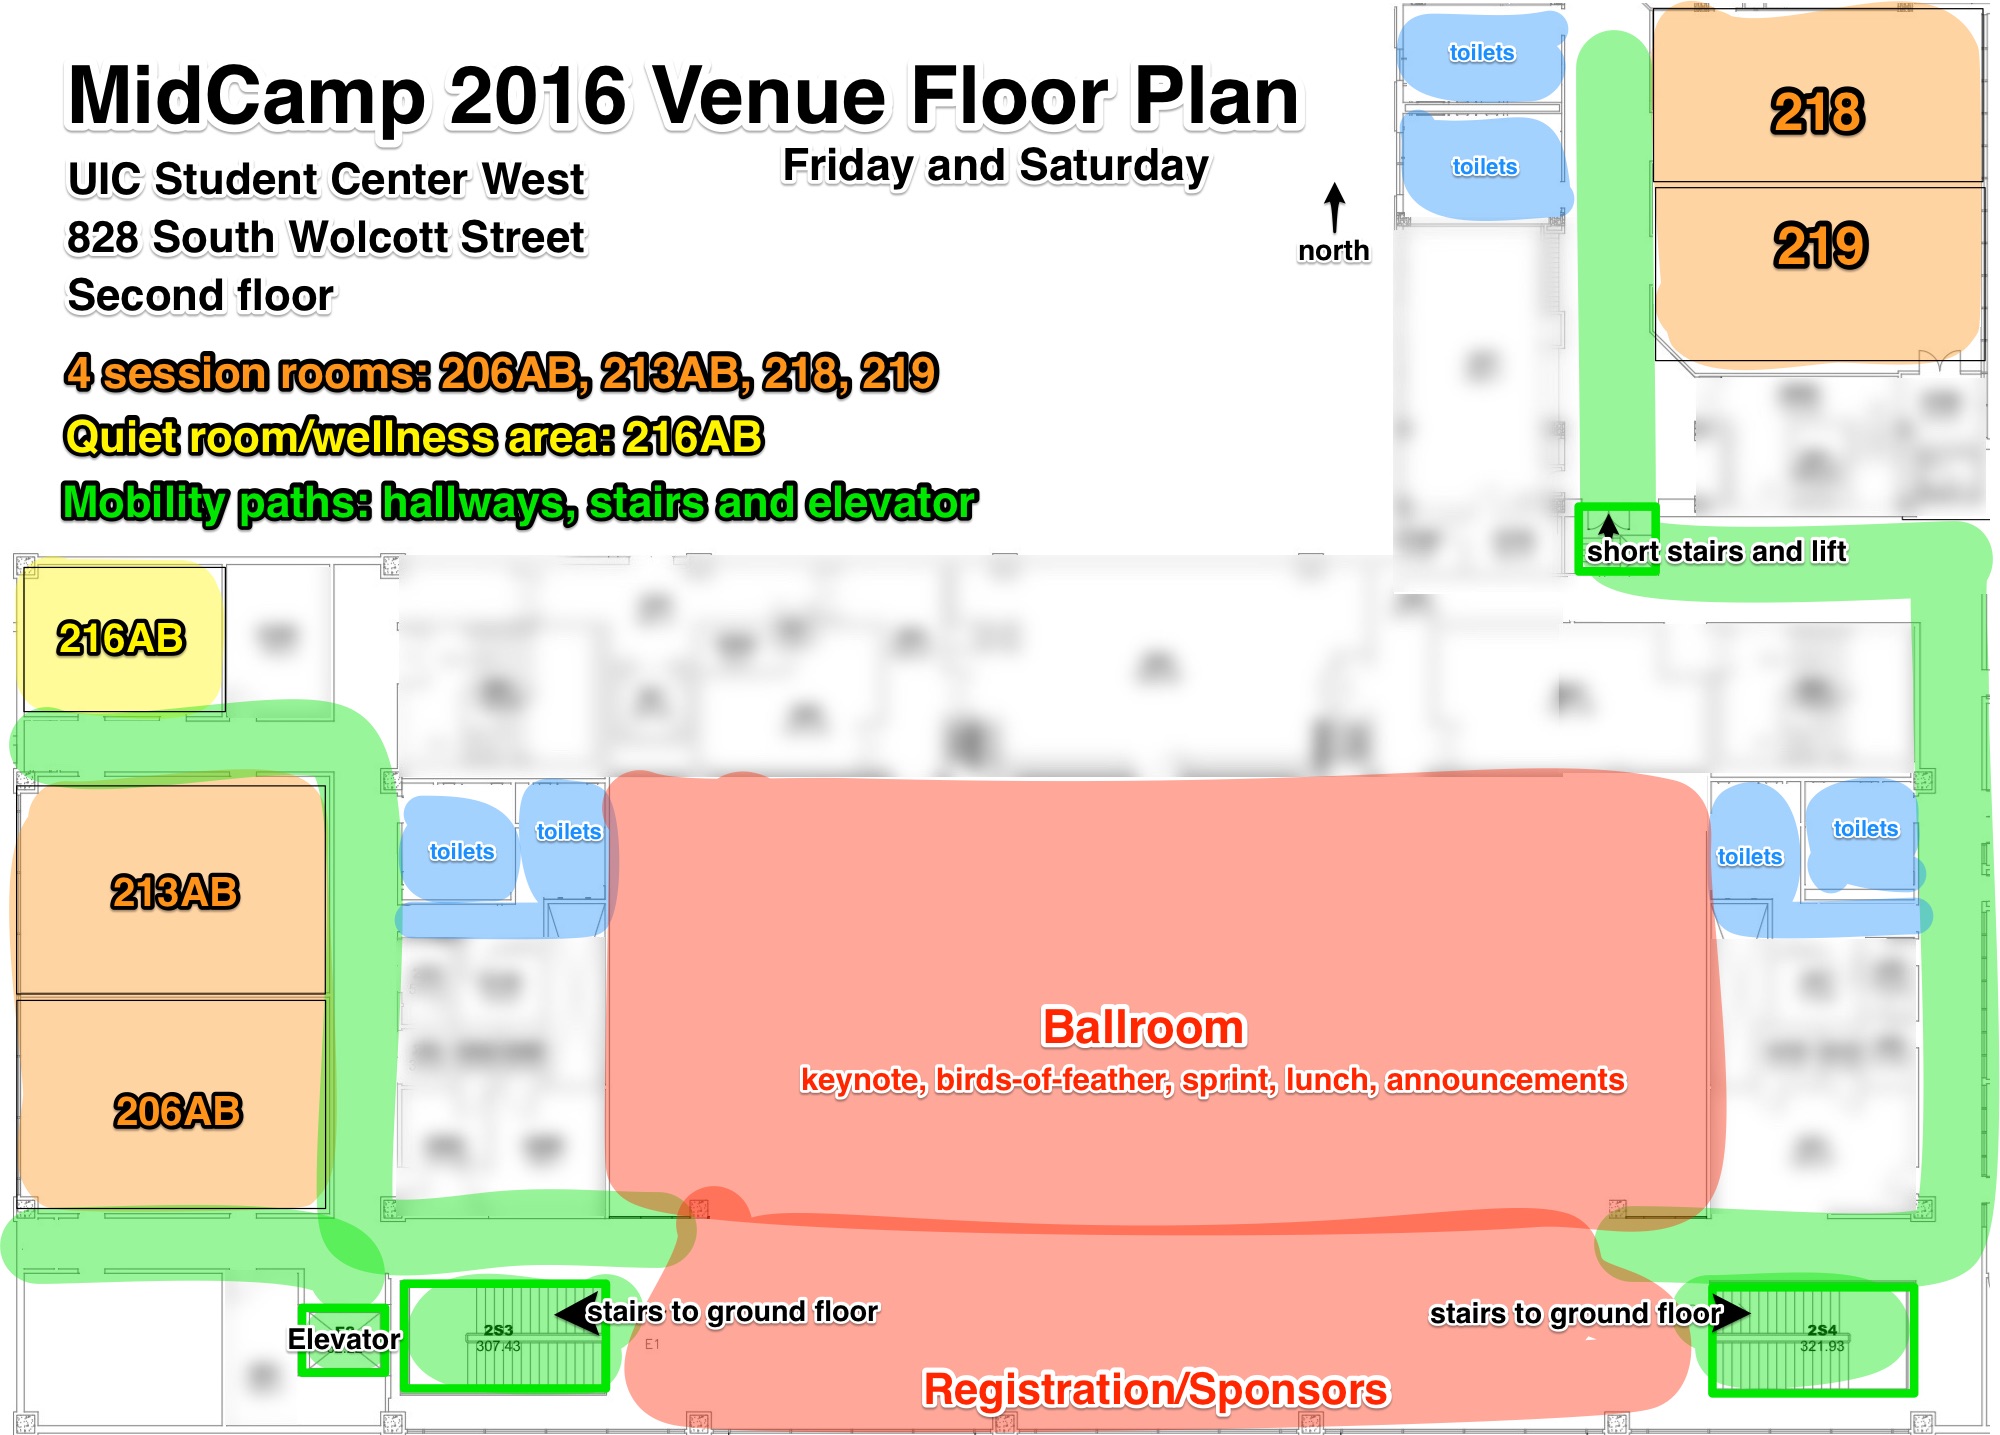 MidCamp 2016 Venue Floor Plan
UIC Student Center West
Friday and Saturday
828 South Wolcott Street
Second floor
4 session rooms: 206AB, 213AB, 218, 219
Quiet room/wellness area: 216AB
Mobility paths: hallways, stairs and elevator
toilets
toilets
north
218
219
short stairs and lift
216AB
213AB
206AB
toilets
toilets
toilets
toilets
Ballroom
keynote, birds-of-feather, sprint, lunch, announcements
Elevator
stairs to ground floor
2S3
307.43
E1
stairs to ground floor
2S4
321.93
Registration/Sponsors